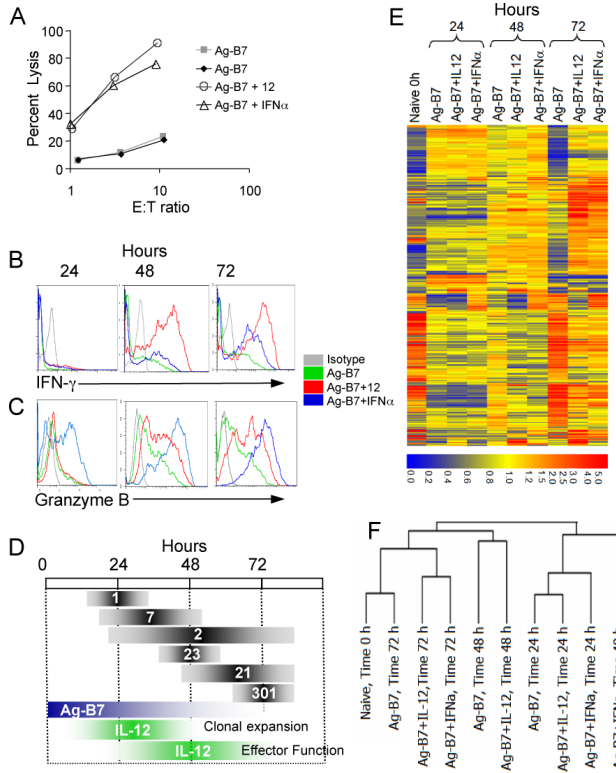 A
Percent Lysis
100
80
60
40
20
0
1
10
100
E:T ratio
Ag-B7
Ag-B7
Ag-B7 + 12
Ag-B7 + IFNα
B
Hours
24
48
72
IFN-γ
Isotype
Ag-B7
Ag-B7+12
Ag-B7+IFNα
C
Granzyme B
D
Hours
0
24
48
72
1
7
2
23
21
301
Ag-B7
IL-12
Clonal expansion
IL-12
Effector Function
E
Hours
24
48
72
Naive 0h
Ag-B7
Ag-B7+IL12
Ag-B7+IFNα
Ag-B7
Ag-B7+IL12
Ag-B7+IFNα
Ag-B7
Ag-B7+IL12
Ag-B7+IFNα
0.0
0.2
0.4
0.6
0.8
1.0
1.2
1.5
2.0
2.5
3.0
4.0
5.0
F
Naive, Time 0 h
Ag-B7, Time 72 h
Ag-B7+IL-12, Time 72 h
Ag-B7+IFNa, Time 72 h
Ag-B7, Time 48 h
Ag-B7+IL-12, Time 48 h
Ag-B7, Time 24 h
Ag-B7+IL-12, Time 24 h
Ag-B7+IFNa, Time 24 h